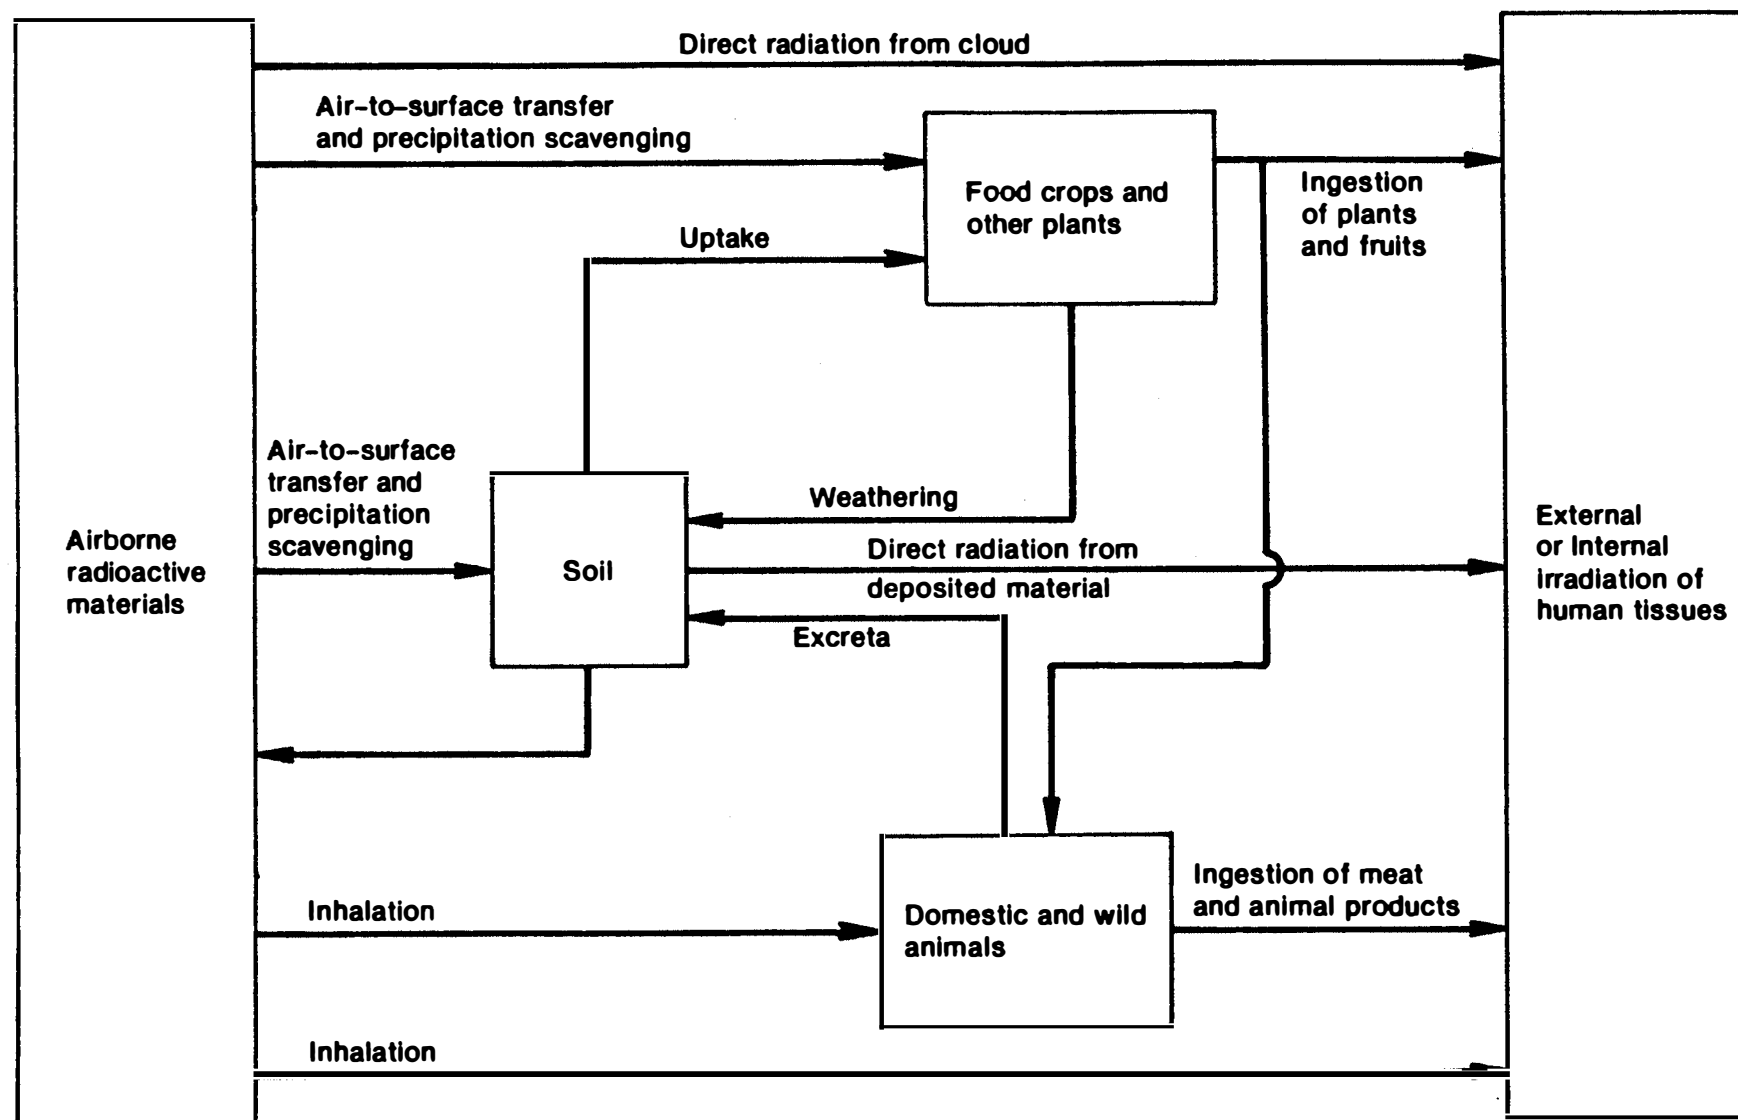 Direct radiation from cloud
Air-to-surface transfer
and precipitation scavenging
Food crops and
other plants
Ingestion
of plants
and fruits
Uptake
Air-to-surface
transfer and
precipitation
scavenging
Weathering
Airborne
radioactive
materials
Soil
Direct radiation from
deposited material
External
or Internal
irradiation of
human tissues
Excreta
Ingestion of meat
and animal products
Inhalation
Domestic and wild
animals
Inhalation